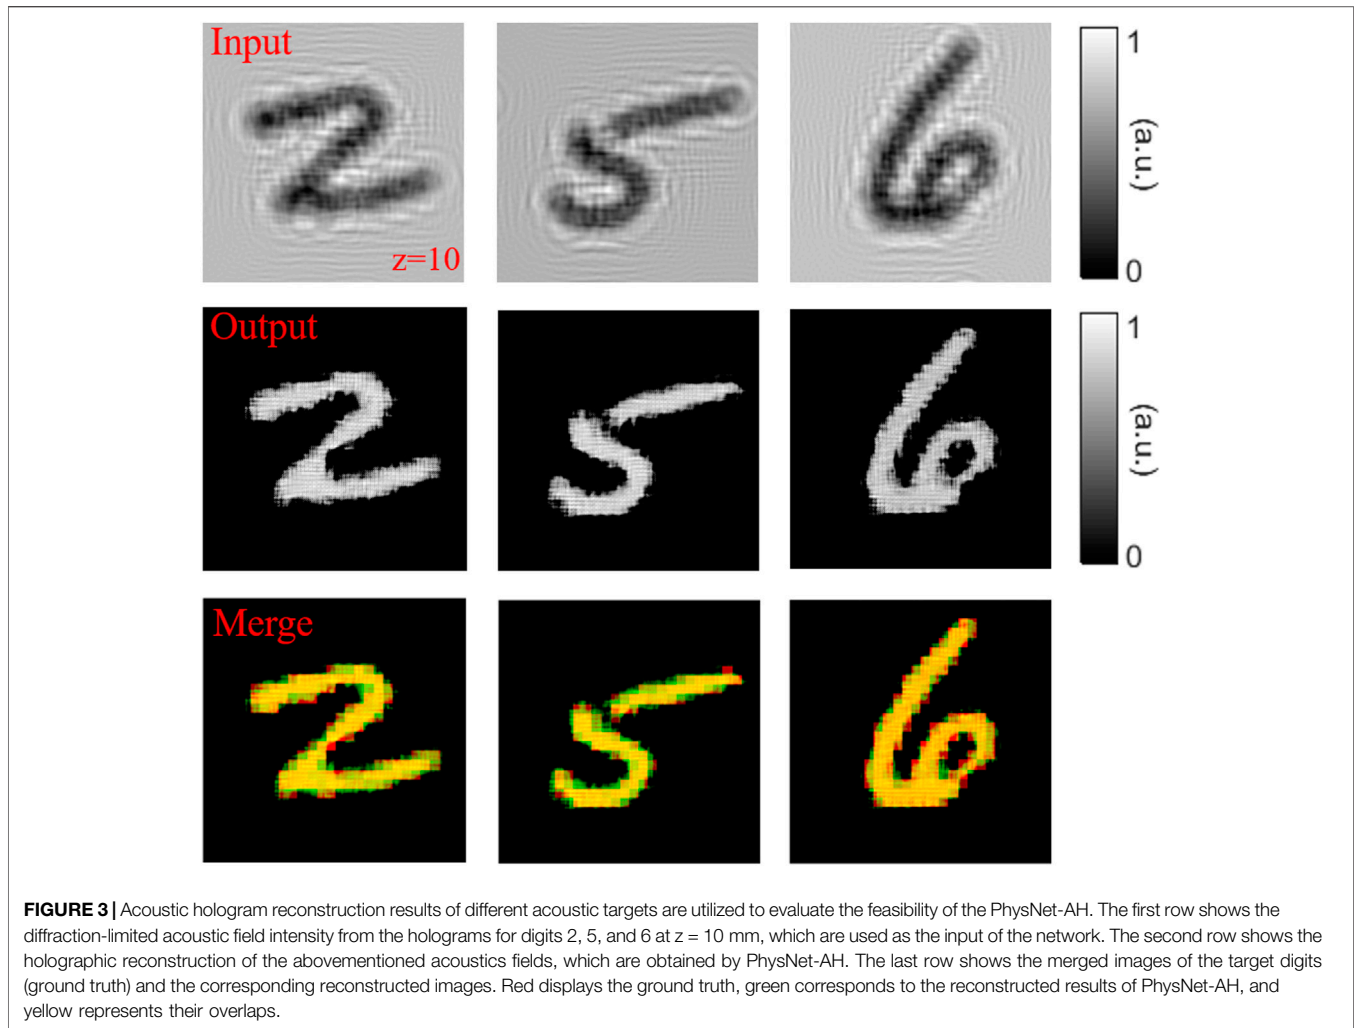 Input
z=10
1
(a.u.)
0
Output
1
(a.u.)
0
Merge
FIGURE 3 | Acoustic hologram reconstruction results of different acoustic targets are utilized to evaluate the feasibility of the PhysNet-AH. The first row shows the
diffraction-limited acoustic field intensity from the holograms for digits 2, 5, and 6 at z = 10 mm, which are used as the input of the network. The second row shows the
holographic reconstruction of the abovementioned acoustics fields, which are obtained by PhysNet-AH. The last row shows the merged images of the target digits
(ground truth) and the corresponding reconstructed images. Red displays the ground truth, green corresponds to the reconstructed results of PhysNet-AH, and
yellow represents their overlaps.